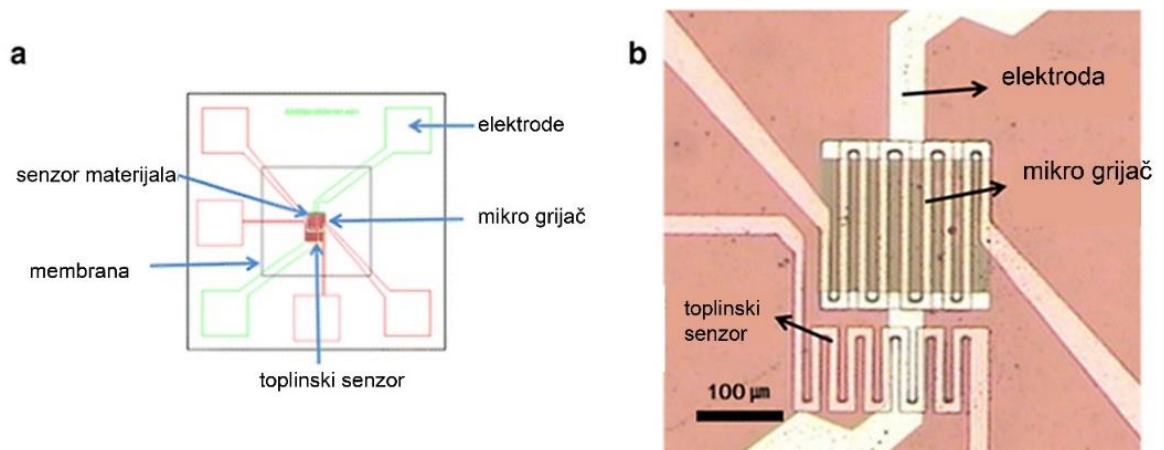 a
elektrode
senzor materijala
mikro grijač
membrana
toplinski senzor
b
elektroda
mikro grijač
toplinski
senzor
100 µm